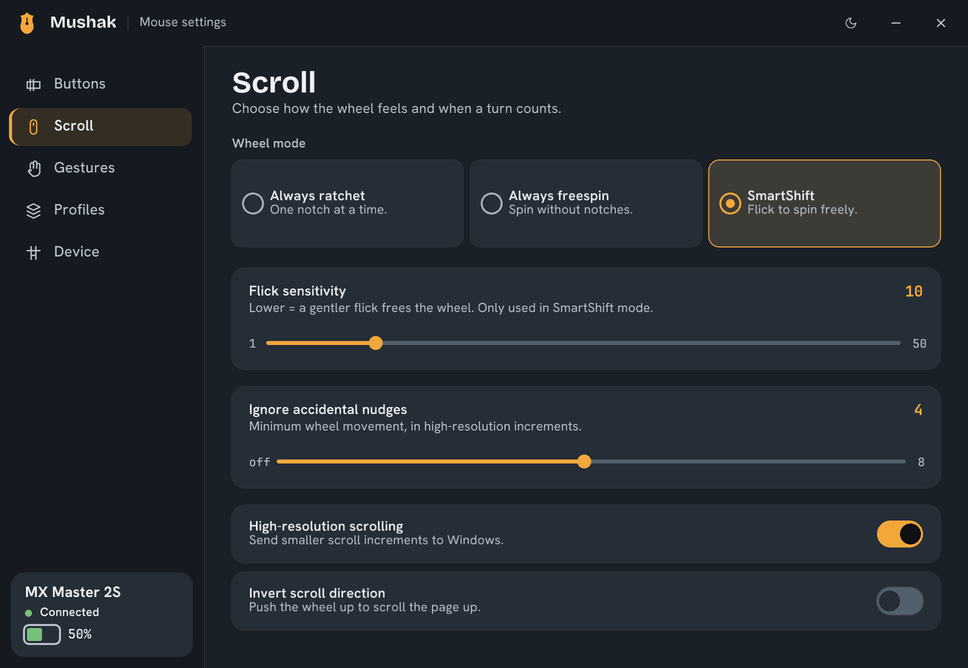 Mushak
Mouse settings
Buttons
Scroll
Gestures
Profiles
Device
MX Master 2S
Connected
50%
Scroll
Choose how the wheel feels and when a turn counts.
Wheel mode
Always ratchet
One notch at a time.
Always freespin
Spin without notches.
SmartShift
Flick to spin freely.
Flick sensitivity
10
Lower = a gentler flick frees the wheel. Only used in SmartShift mode.
1
50
Ignore accidental nudges
4
Minimum wheel movement, in high-resolution increments.
off
8
High-resolution scrolling
Send smaller scroll increments to Windows.
Invert scroll direction
Push the wheel up to scroll the page up.